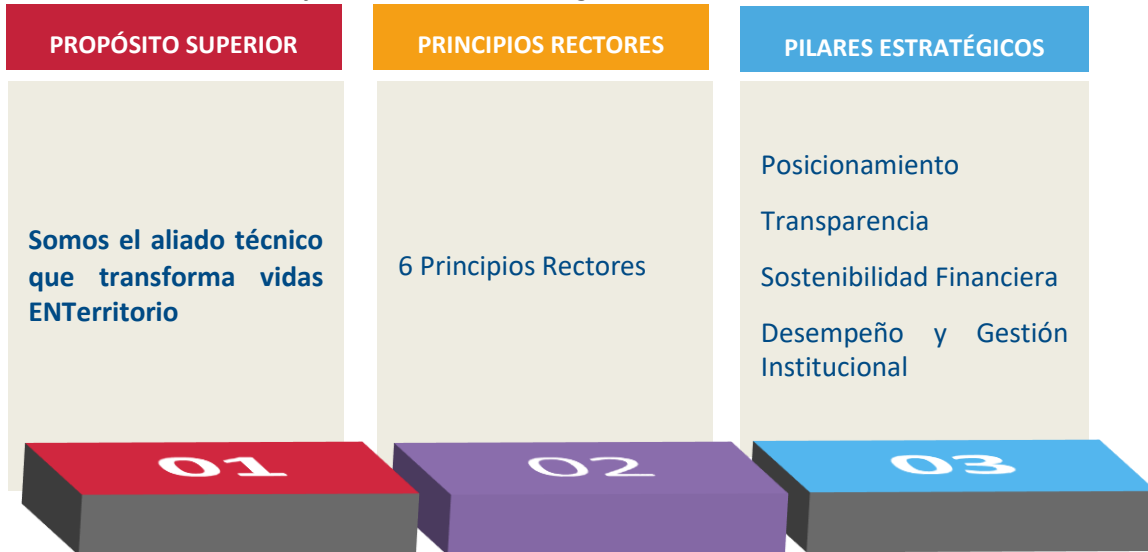 PROPÓSITO SUPERIOR
Somos el aliado técnico
que transforma vidas
ENTerritorio
01
PRINCIPIOS RECTORES
6 Principios Rectores
02
PILARES ESTRATÉGICOS
Posicionamiento
Transparencia
Sostenibilidad Financiera
Desempeño y Gestión
Institucional
03